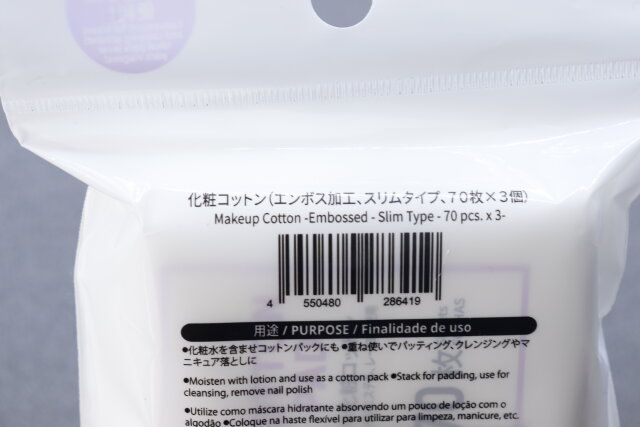 化粧コットン(エンボス加工、スリムタイプ、70枚×3個)
Makeup Cotton -Embossed - Slim Type - 70 pcs. x 3-
4 550480 286419
用途 / PURPOSE / Finalidade de uso
●化粧水を含ませコットンパックにも ●重ね使いでパッティング、クレンジングやマ
ニキュア落としに
●Moisten with lotion and use as a cotton pack ●Stack for padding, use for
cleansing, remove nail polish
●Utilize como máscara hidratante absorvendo um pouco de loção com o
algodão ●Coloque na haste flexível para utilizar para limpeza, manicure, etc.